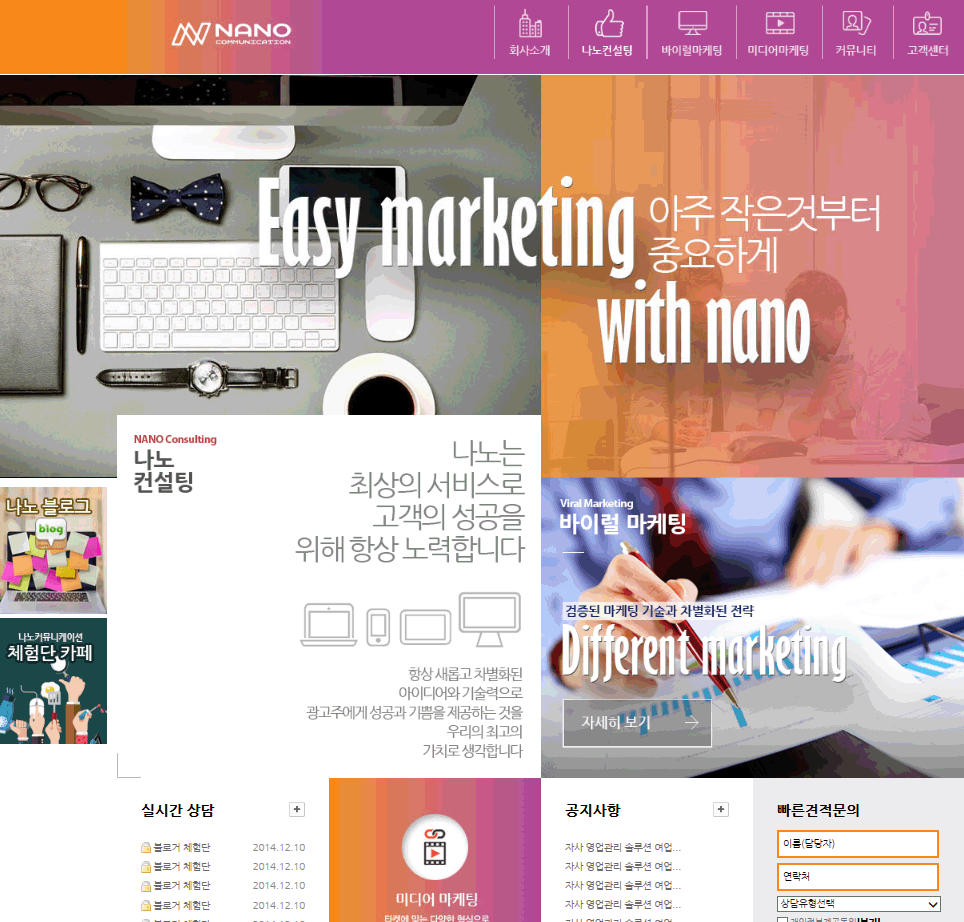 NANO
COMMUNICATION
회사소개
나노컨설팅
바이럴마케팅
미디어마케팅
커뮤니티
고객센터
Easy marketing
아주 작은것부터
중요하게
with nano
NANO Consulting
나노
컨설팅
나노는
최상의 서비스로
고객의 성공을
위해 항상 노력합니다
항상 새롭고 차별화된
아이디어와 기술력으로
광고주에게 성공과 기쁨을 제공하는 것을
우리의 최고의
가치로 생각합니다
나노 블로그
blog
나노커뮤니케이션
체험단 카페
Viral Marketing
바이럴 마케팅
검증된 마케팅 기술과 차별화된 전략
Different marketing
자세히 보기
실시간 상담
블로거 체험단 2014.12.10
블로거 체험단 2014.12.10
블로거 체험단 2014.12.10
블로거 체험단 2014.12.10
미디어 마케팅
타켓에 맞는 다양한 형식으로
공지사항
자사 영업관리 솔루션 여업...
자사 영업관리 솔루션 여업...
자사 영업관리 솔루션 여업...
자사 영업관리 솔루션 여업...
빠른견적문의
이름(담당자)
연락처
상담유형선택